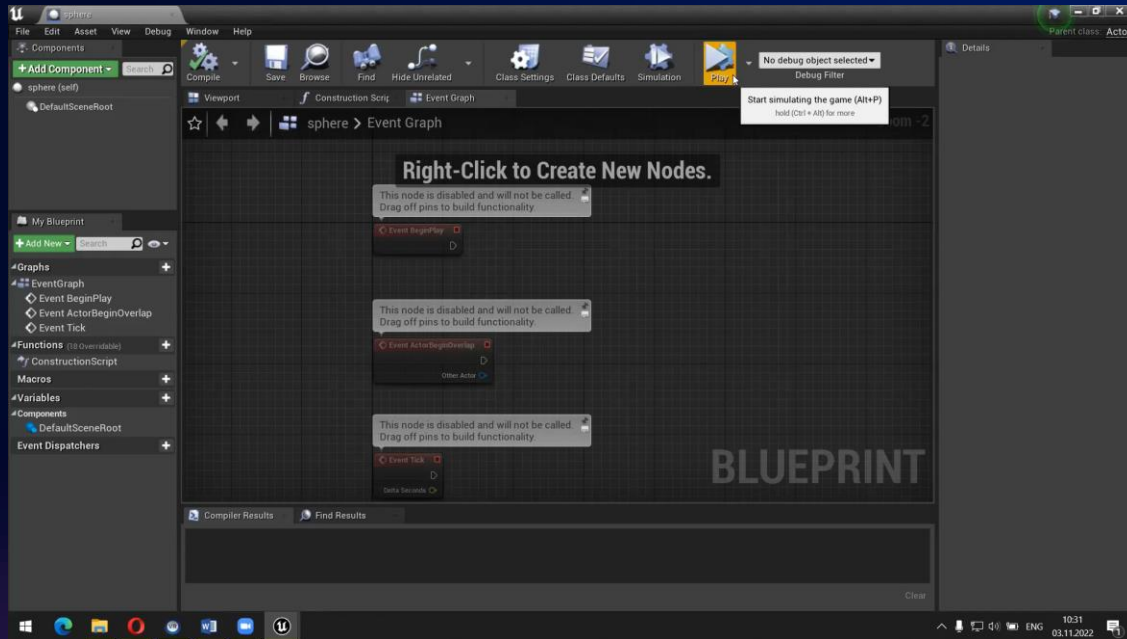 sphere
File Edit Asset View Debug Window Help
Parent class: Acto
Components
+Add Component
Search
sphere (self)
DefaultSceneRoot
Compile
Save
Browse
Find
Hide Unrelated
Class Settings
Class Defaults
Simulation
Play
No debug object selected
Debug Filter
Start simulating the game (Alt+P)
hold (Ctrl + Alt) for more
Details
Viewport
Construction Scrip
Event Graph
sphere > Event Graph
oom -2
Right-Click to Create New Nodes.
This node is disabled and will not be called.
Drag off pins to build functionality.
Event BeginPlay
This node is disabled and will not be called.
Drag off pins to build functionality.
Event ActorBeginOverlap
Other Actor
This node is disabled and will not be called.
Drag off pins to build functionality.
Event Tick
Delta Seconds
BLUEPRINT
My Blueprint
+Add New
Search
Graphs
EventGraph
Event BeginPlay
Event ActorBeginOverlap
Event Tick
Functions (18 Overridable)
ConstructionScript
Macros
Variables
Components
DefaultSceneRoot
Event Dispatchers
Compiler Results
Find Results
Clear
ENG
10:31
03.11.2022